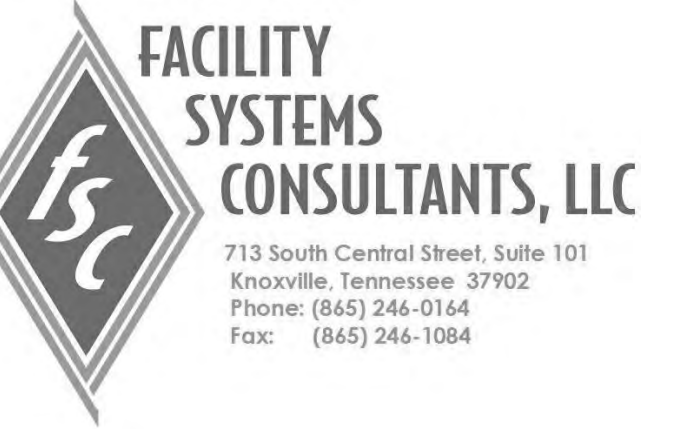 fsc
FACILITY
SYSTEMS
CONSULTANTS, LLC
713 South Central Street, Suite 101
Knoxville, Tennessee 37902
Phone: (865) 246-0164
Fax: (865) 246-1084